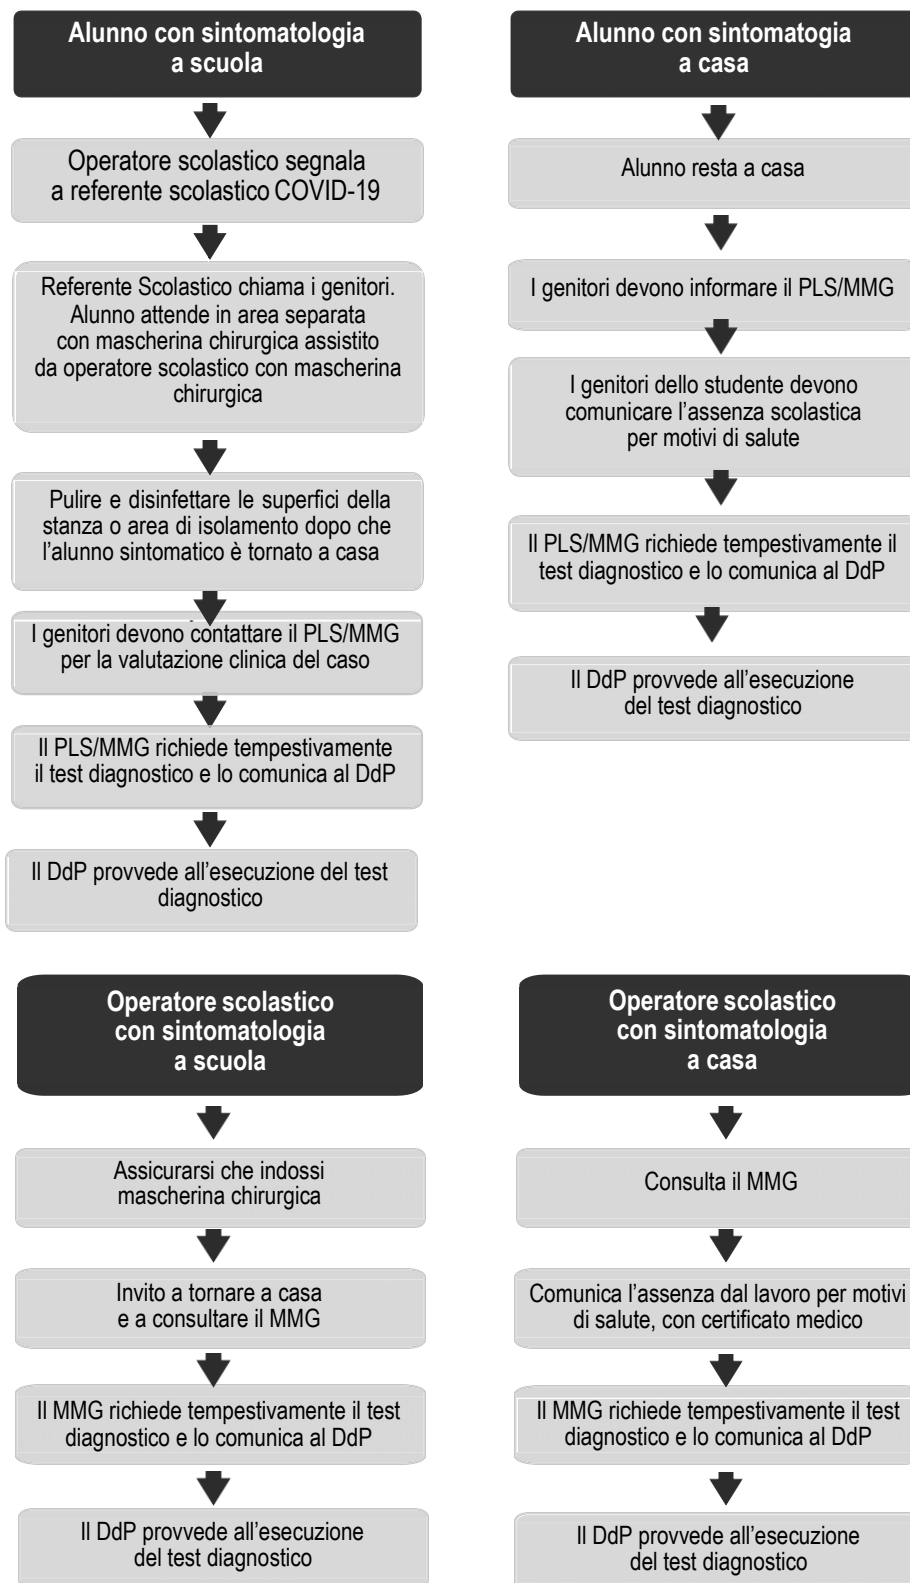 Alunno con sintomatologia
a scuola
Operatore scolastico segnala
a referente scolastico COVID-19
Referente Scolastico chiama i genitori.
Alunno attende in area separata
con mascherina chirurgica assistito
da operatore scolastico con mascherina
chirurgica
Pulire e disinfettare le superfici della
stanza o area di isolamento dopo che
l'alunno sintomatico è tornato a casa
I genitori devono contattare il PLS/MMG
per la valutazione clinica del caso
Il PLS/MMG richiede tempestivamente
il test diagnostico e lo comunica al DdP
Il DdP provvede all'esecuzione del test
diagnostico
Alunno con sintomatogia
a casa
Alunno resta a casa
I genitori devono informare il PLS/MMG
I genitori dello studente devono
comunicare l'assenza scolastica
per motivi di salute
Il PLS/MMG richiede tempestivamente il
test diagnostico e lo comunica al DdP
Il DdP provvede all'esecuzione
del test diagnostico
Operatore scolastico
con sintomatologia
a scuola
Assicurarsi che indossi
mascherina chirurgica
Invito a tornare a casa
e a consultare il MMG
Il MMG richiede tempestivamente il test
diagnostico e lo comunica al DdP
Il DdP provvede all'esecuzione
del test diagnostico
Operatore scolastico
con sintomatologia
a casa
Consulta il MMG
Comunica l'assenza dal lavoro per motivi
di salute, con certificato medico
Il MMG richiede tempestivamente il test
diagnostico e lo comunica al DdP
Il DdP provvede all'esecuzione
del test diagnostico